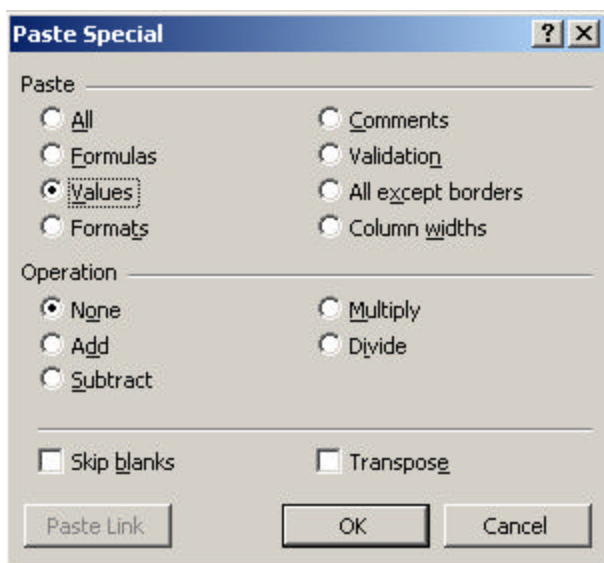 Paste Special
Paste
All
Comments
Formulas
Validation
Values
All except borders
Formats
Column widths
Operation
None
Multiply
Add
Divide
Subtract
Skip blanks
Transpose
Paste Link
OK
Cancel